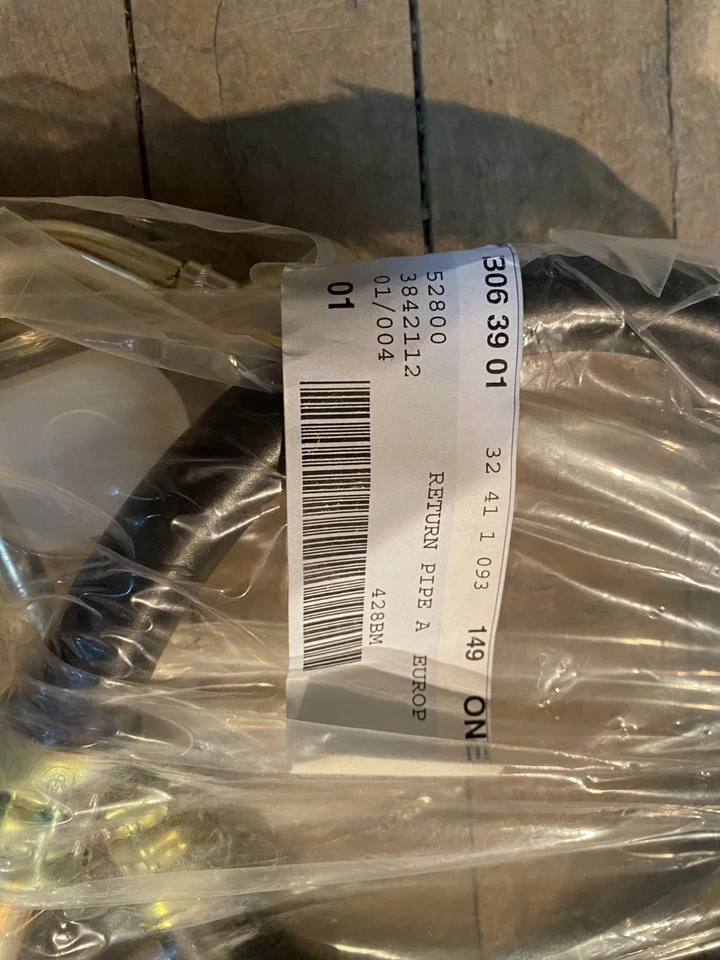 306 39 01 32 41 1 093 149 ON
52800 RETURN PIPE A EUROP
3842112
01/004 428BM
01